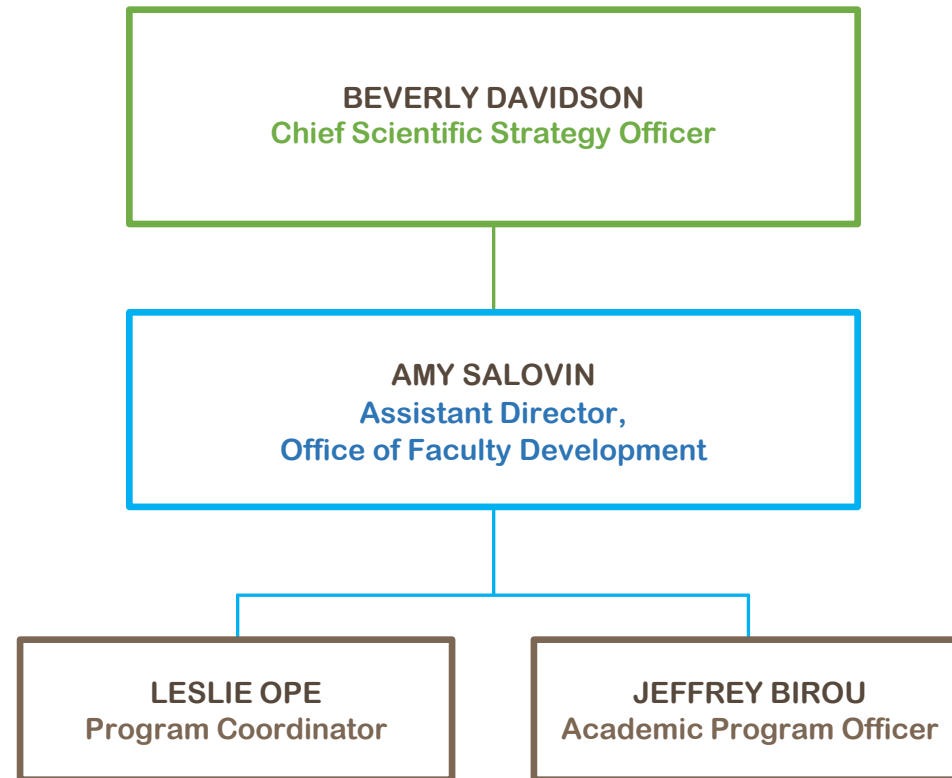 BEVERLY DAVIDSON
Chief Scientific Strategy Officer
AMY SALOVIN
Assistant Director,
Office of Faculty Development
LESLIE OPE
Program Coordinator
JEFFREY BIROU
Academic Program Officer